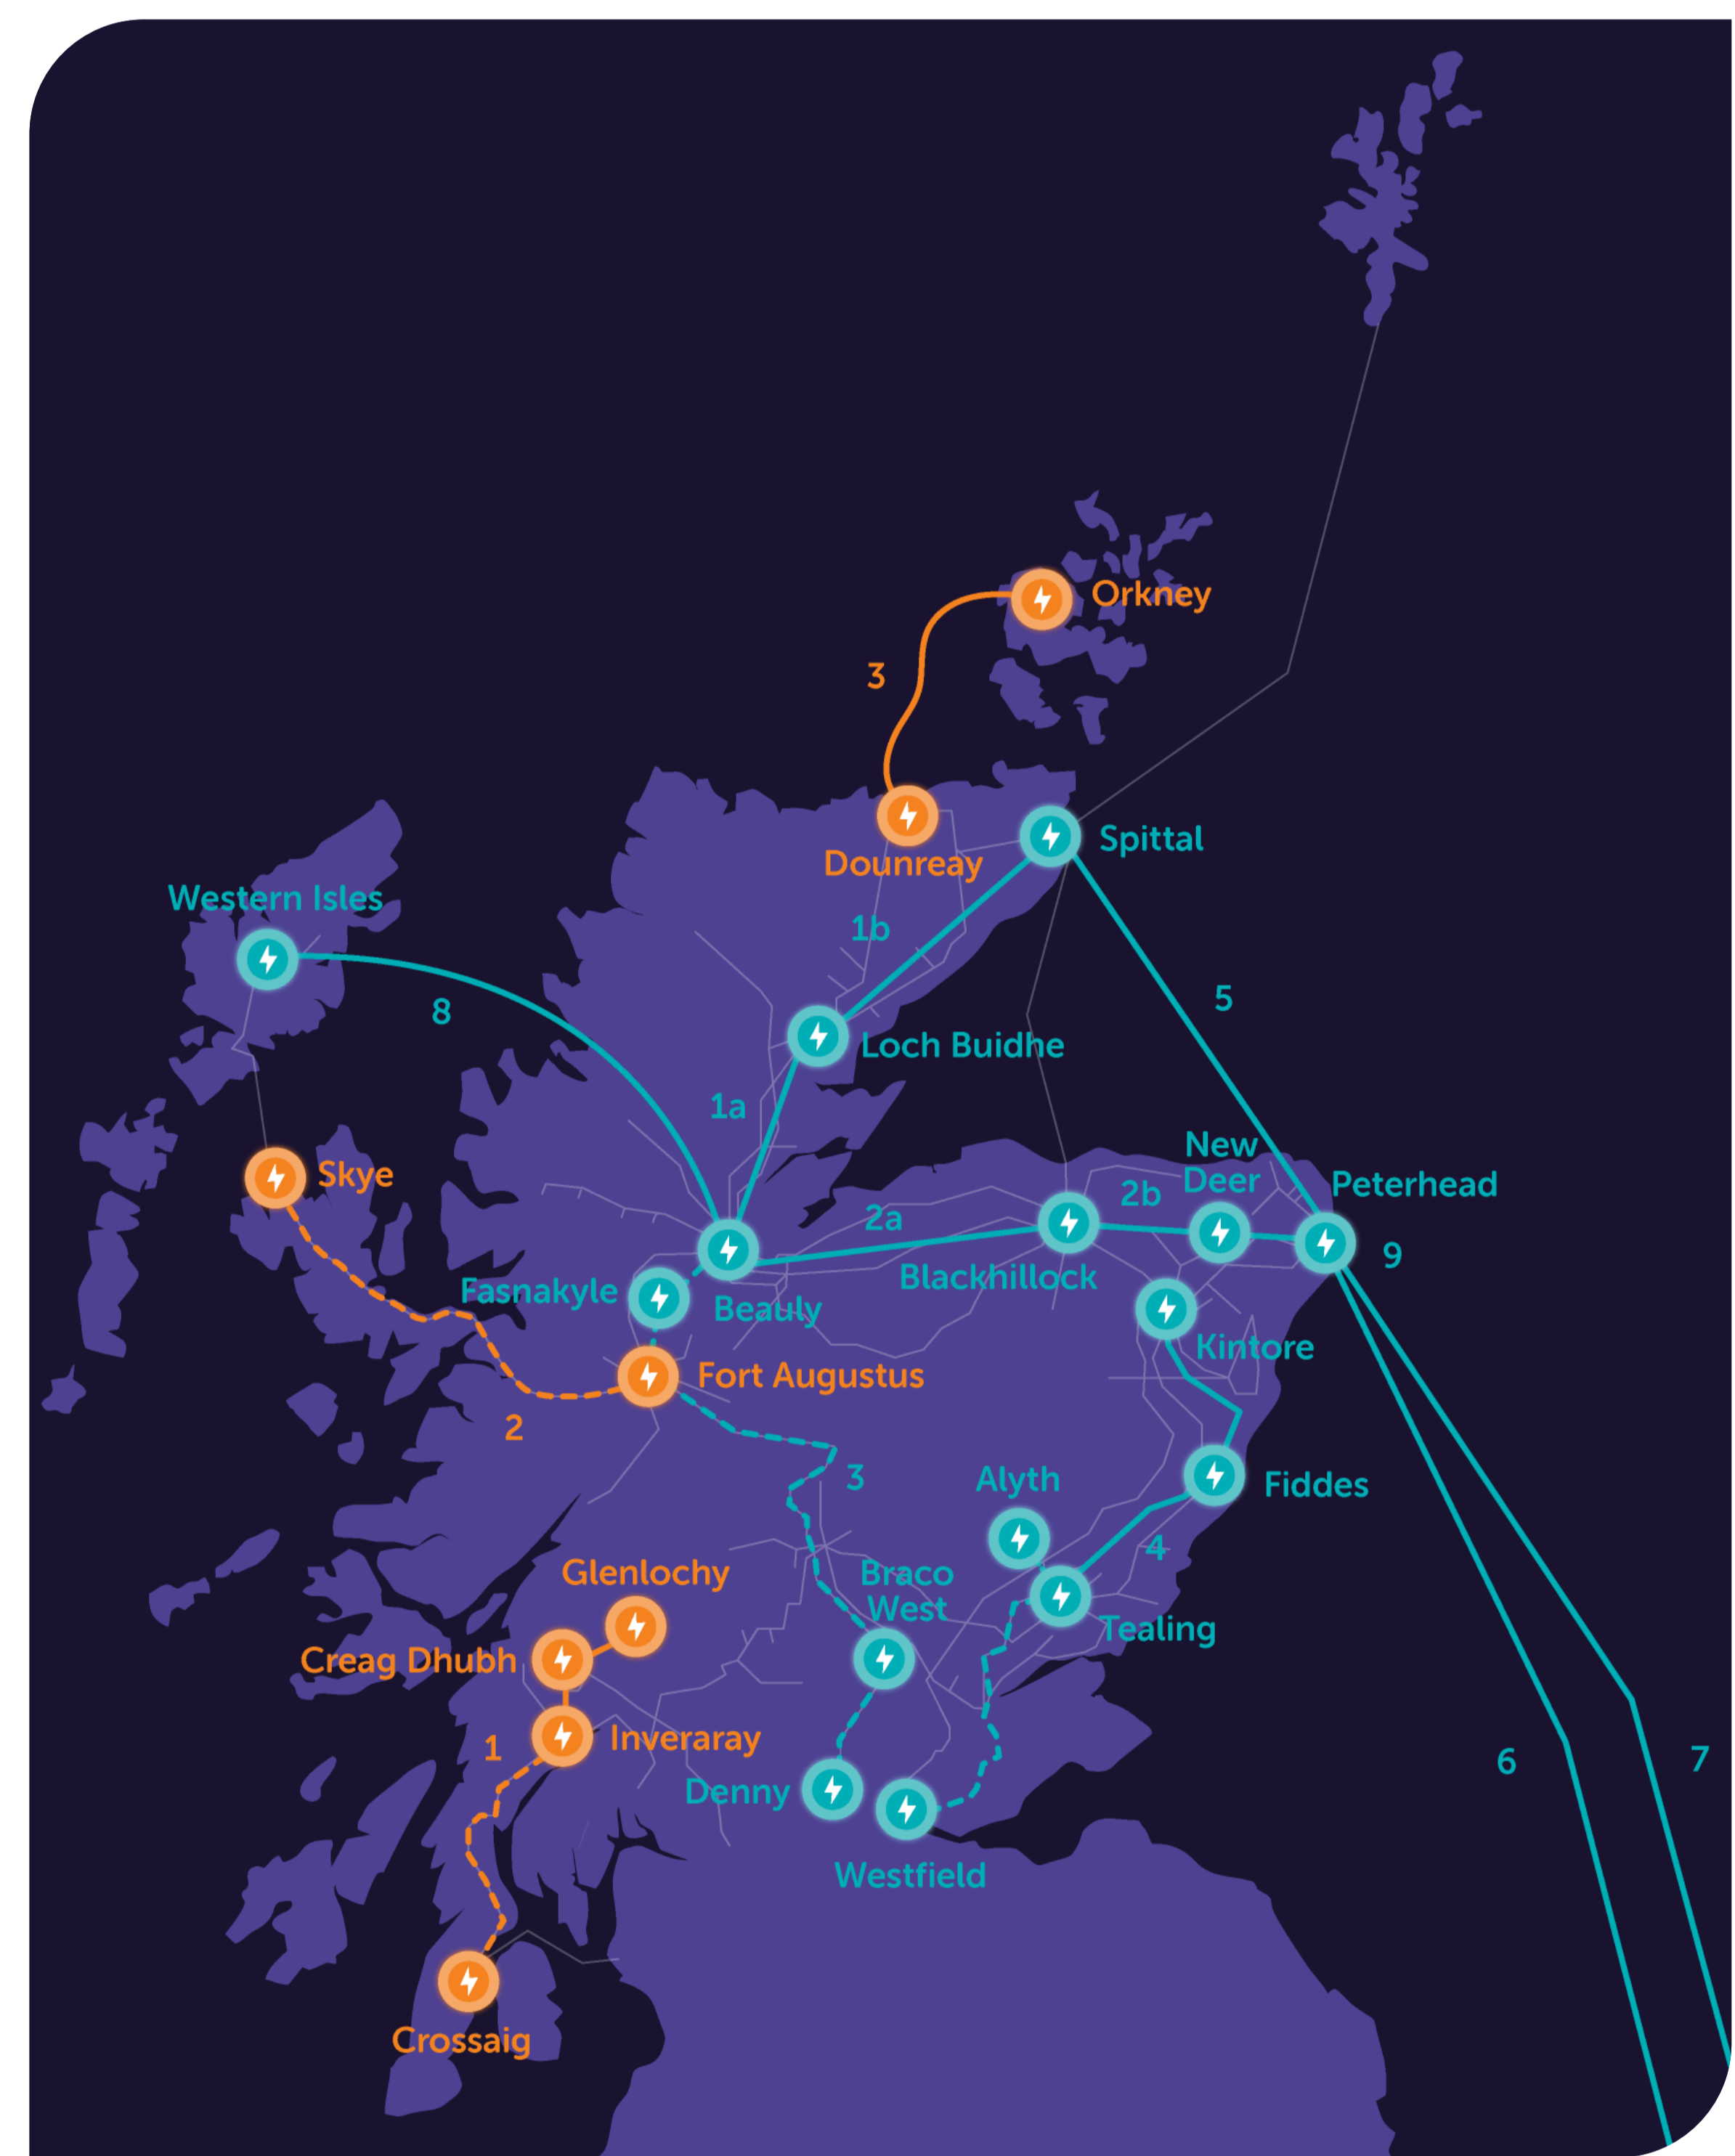 Orkney
3
Spittal
Dounreay
Western Isles
1b
5
8
Loch Buidhe
1a
New
Deer
Skye
Peterhead
2b
2a
9
Blackhillock
Fasnakyle
Beauly
Kintore
Fort Augustus
2
3
Alyth
Fiddes
4
Glenlochy
Braco
West
Tealing
Creag Dhubh
Inveraray
1
6
7
Denny
Westfield
Crossaig